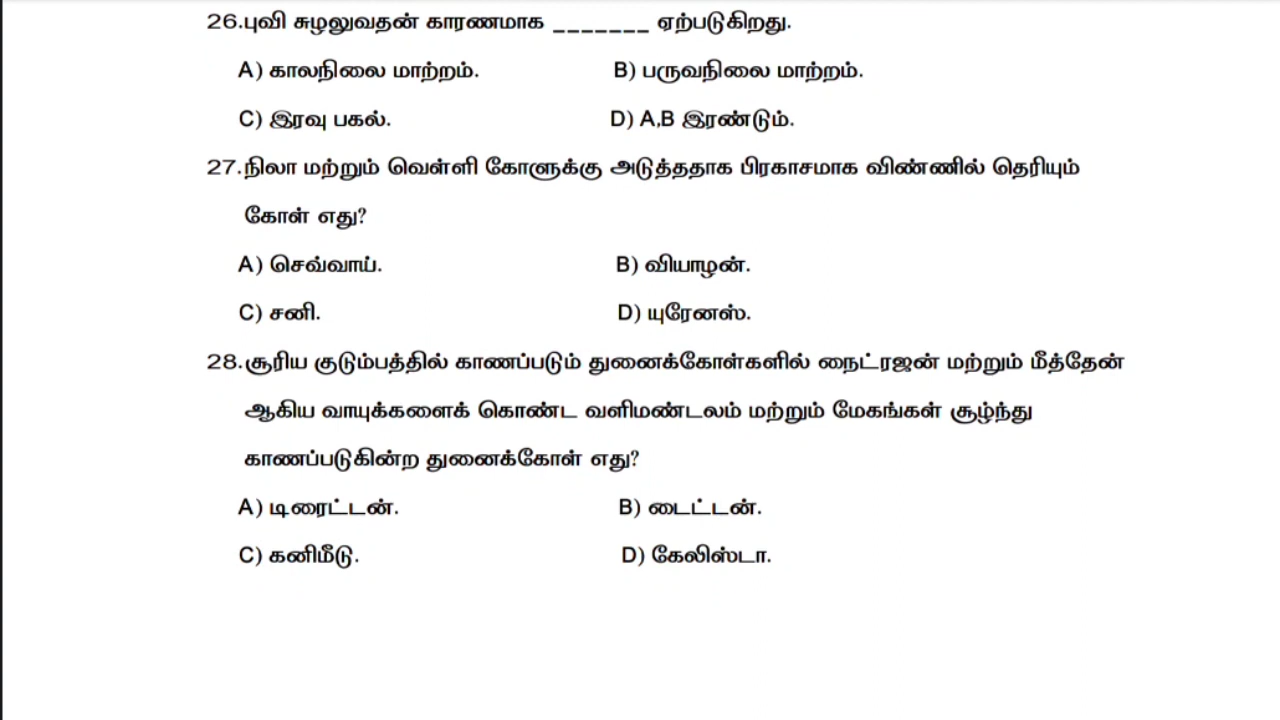 26.புவி சுழலுவதன் காரணமாக _______ ஏற்படுகிறது.
A) காலநிலை மாற்றம். B) பருவநிலை மாற்றம்.
C) இரவு பகல். D) A,B இரண்டும்.
27.நிலா மற்றும் வெள்ளி கோளுக்கு அடுத்ததாக பிரகாசமாக விண்ணில் தெரியும்
கோள் எது?
A) செவ்வாய். B) வியாழன்.
C) சனி. D) யுரேனஸ்.
28.சூரிய குடும்பத்தில் காணப்படும் துனைக்கோள்களில் நைட்ரஜன் மற்றும் மீத்தேன்
ஆகிய வாயுக்களைக் கொண்ட வளிமண்டலம் மற்றும் மேகங்கள் சூழ்ந்து
காணப்படுகின்ற துனைக்கோள் எது?
A) டிரைட்டன். B) டைட்டன்.
C) கனிமீடு. D) கேலிஸ்டா.